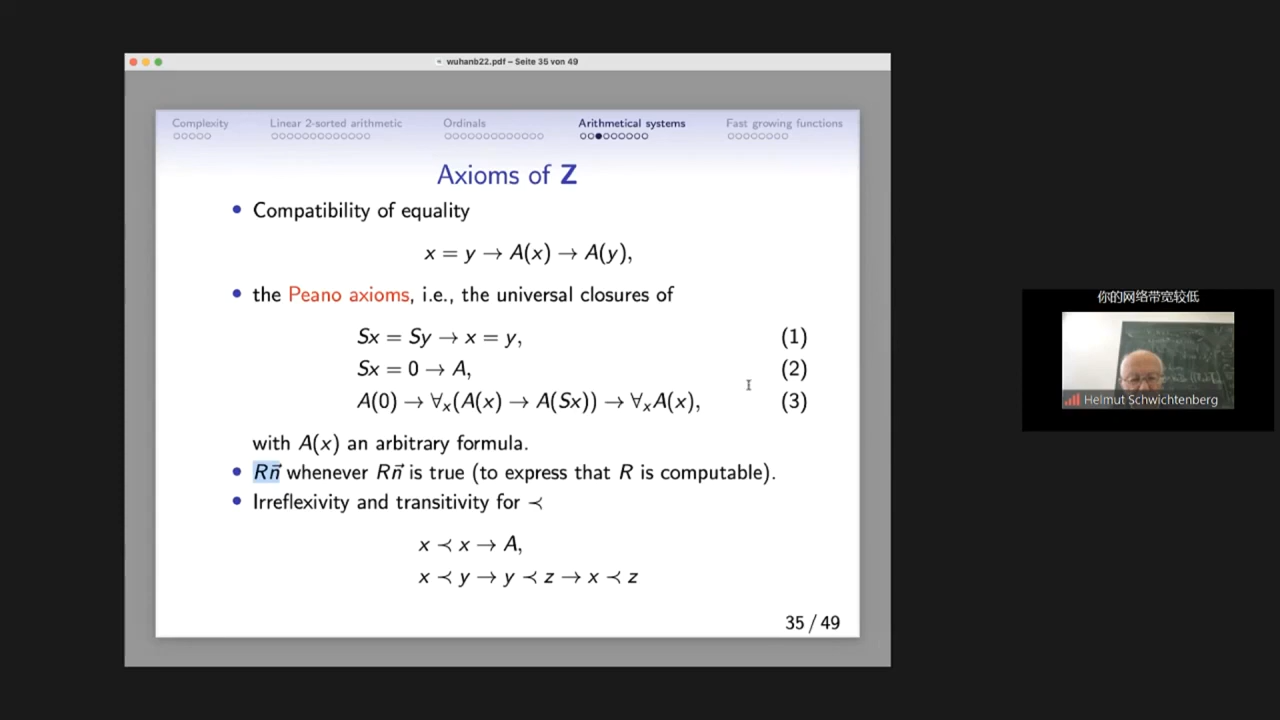 wuhanb22.pdf – Seite 35 von 49
Complexity Linear 2-sorted arithmetic Ordinals Arithmetical systems Fast growing functions
Axioms of Z
• Compatibility of equality
x = y → A(x) → A(y),
• the Peano axioms, i.e., the universal closures of
Sx = Sy → x = y, (1)
Sx = 0 → A, (2)
A(0) → ∀ₓ(A(x) → A(Sx)) → ∀ₓA(x), (3)
with A(x) an arbitrary formula.
• Rn⃗ whenever Rn⃗ is true (to express that R is computable).
• Irreflexivity and transitivity for ≺
x ≺ x → A,
x ≺ y → y ≺ z → x ≺ z
35 / 49
你的网络带宽较低
Helmut Schwichtenberg